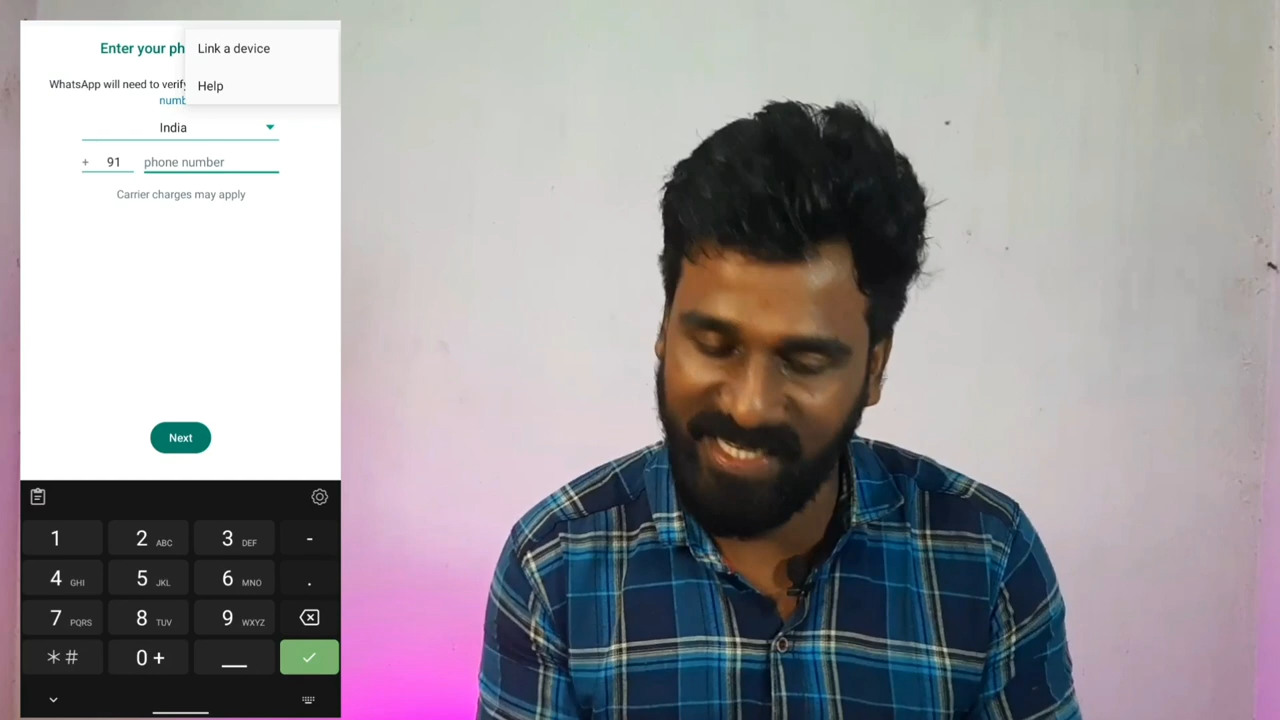 Enter your ph
Link a device
WhatsApp will need to verify
Help
numb
India
+ 91 phone number
Carrier charges may apply
Next
1 2 ABC 3 DEF -
4 GHI 5 JKL 6 MNO .
7 PQRS 8 TUV 9 WXYZ
*# 0 +